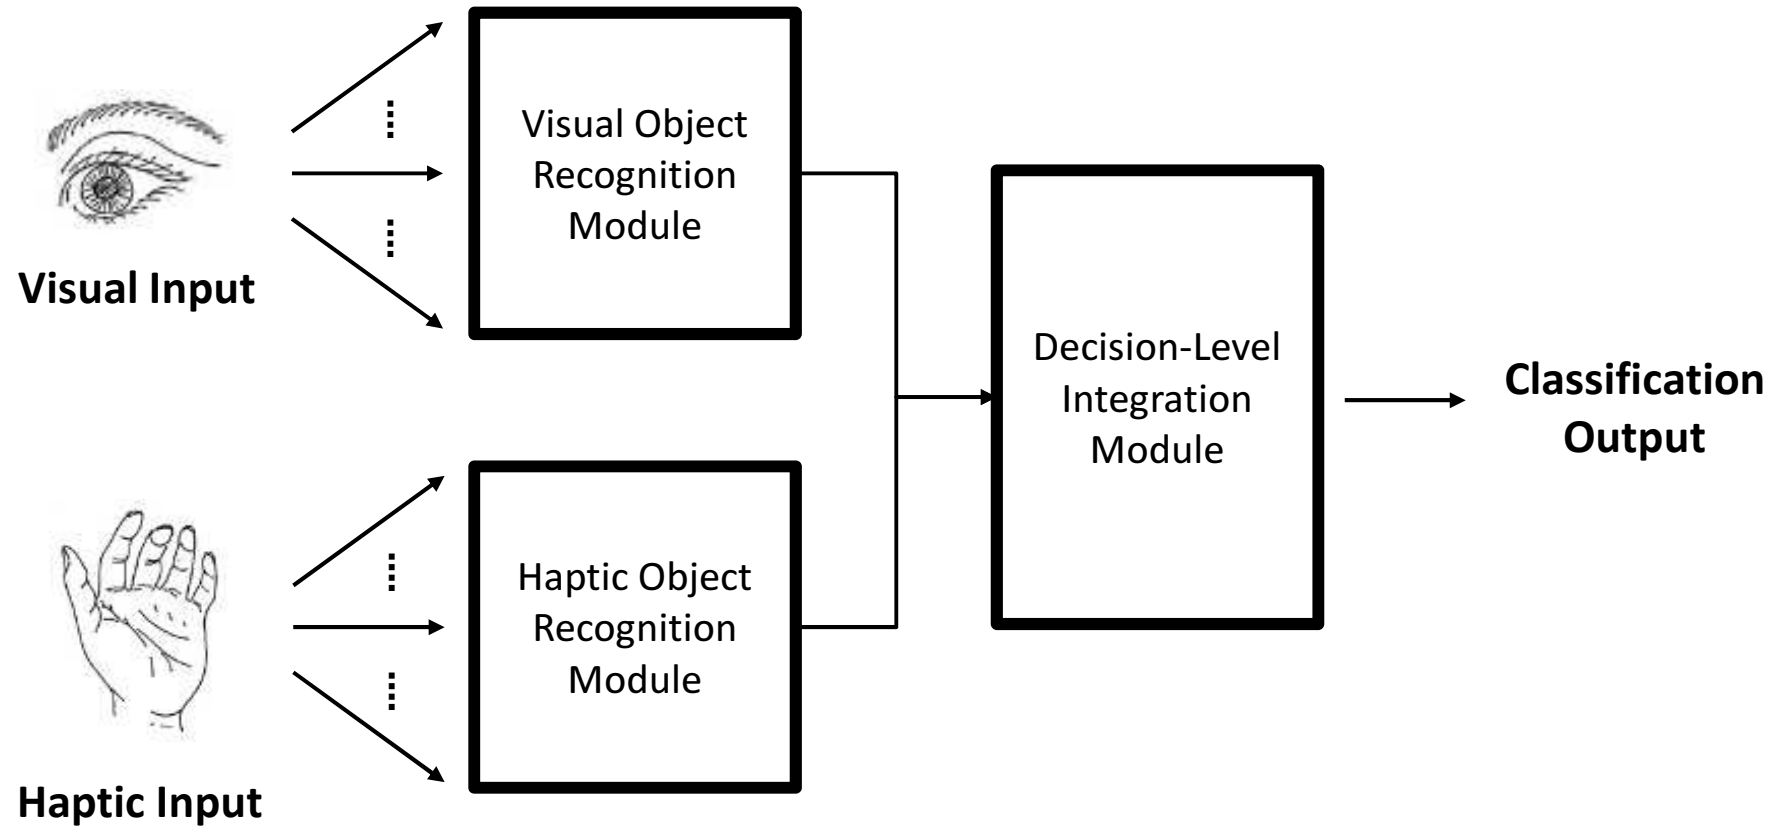 Visual Object
Recognition
Module
Visual Input
Decision-Level
Integration
Module
Classification
Output
Haptic Object
Recognition
Module
Haptic Input